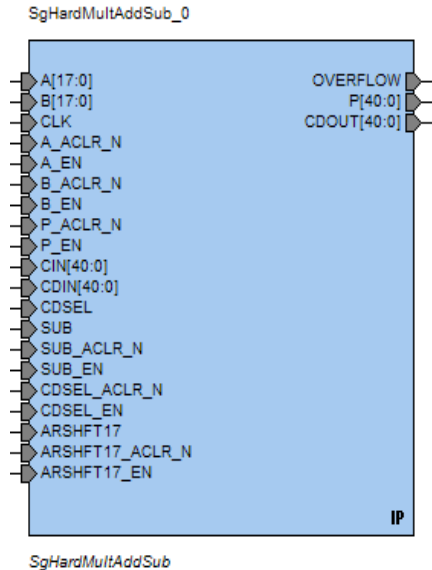 SgHardMultAddSub_0
A[17:0] OVERFLOW
B[17:0] P[40:0]
CLK CDOUT[40:0]
A_ACLR_N
A_EN
B_ACLR_N
B_EN
P_ACLR_N
P_EN
CIN[40:0]
CDIN[40:0]
CDSEL
SUB
SUB_ACLR_N
SUB_EN
CDSEL_ACLR_N
CDSEL_EN
ARSHFT17
ARSHFT17_ACLR_N
ARSHFT17_EN
IP
SgHardMultAddSub